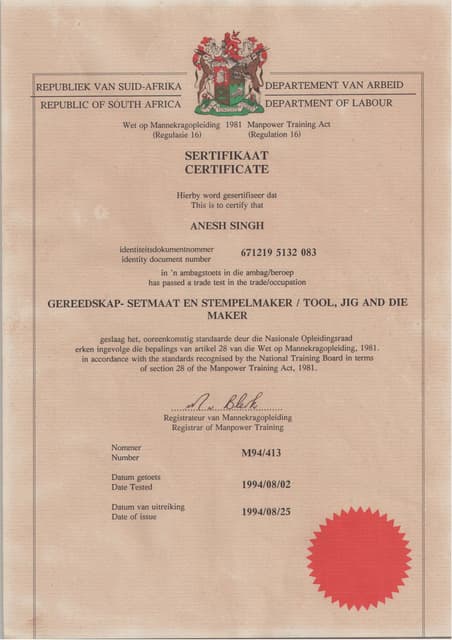 REPUBLIEK VAN SUID-AFRIKA
REPUBLIC OF SOUTH AFRICA
DEPARTEMENT VAN ARBEID
DEPARTMENT OF LABOUR
Wet op Mannekragopleiding 1981 Manpower Training Act
(Regulasie 16) (Regulation 16)
SERTIFIKAAT
CERTIFICATE
Hierby word gesertifiseer dat
This is to certify that
ANESH SINGH
identiteitsdokumentnommer
identity document number
671219 5132 083
in 'n ambagstoets in die ambag/beroep
has passed a trade test in the trade/occupation
GEREEDSKAP- SETMAAT EN STEMPELMAKER / TOOL, JIG AND DIE
MAKER
geslaag het, ooreenkomstig standaarde deur die Nasionale Opleidingsraad
erken ingevolge die bepalings van artikel 28 van die Wet op Mannekragopleiding, 1981.
in accordance with the standards recognised by the National Training Board in terms
of section 28 of the Manpower Training Act, 1981.
Registrateur van Mannekragopleiding
Registrar of Manpower Training
Nommer
Number
M94/413
Datum getoets
Date Tested
1994/08/02
Datum van uitreiking
Date of issue
1994/08/25